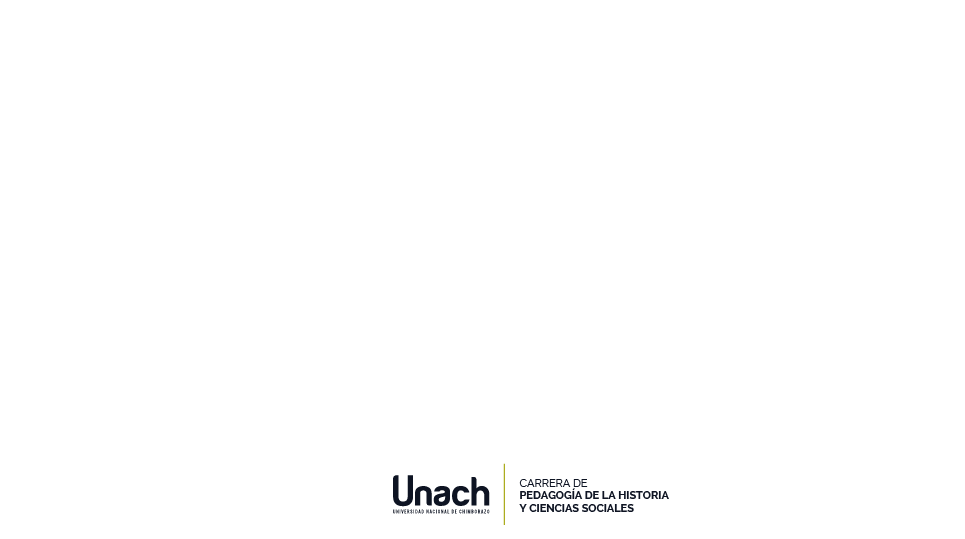 Unach
UNIVERSIDAD NACIONAL DE CHIMBORAZO
CARRERA DE
PEDAGOGÍA DE LA HISTORIA
Y CIENCIAS SOCIALES